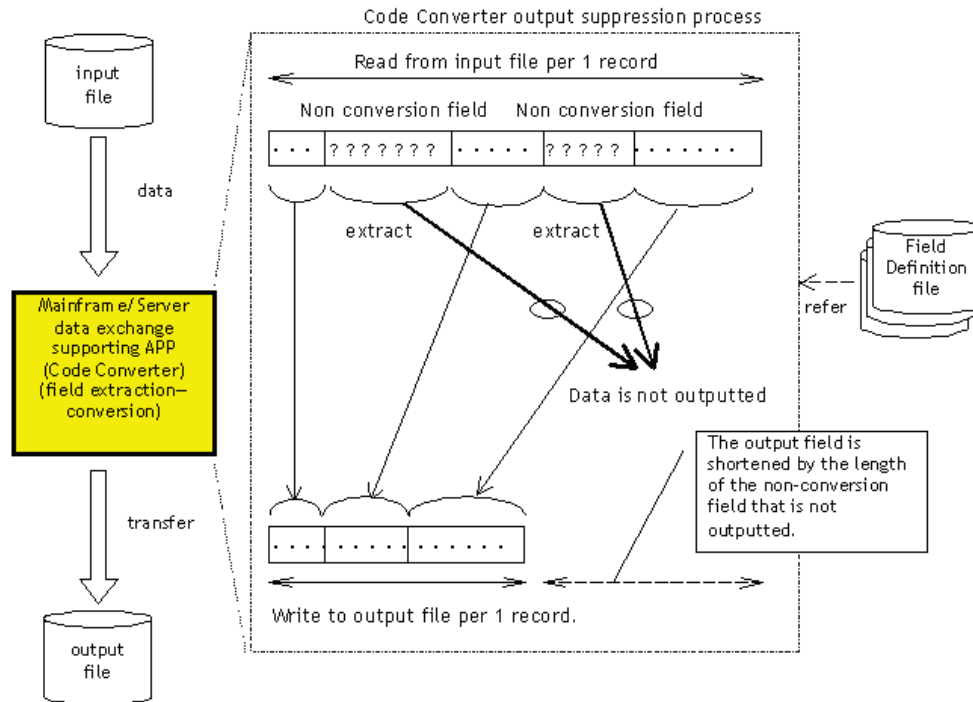 Code Converter output suppression process
input
file
Read from input file per 1 record
Non conversion field
Non conversion field
· · ·
? ? ? ? ? ? ?
· · · · ·
? ? ? ? ?
· · · · · · ·
data
extract
extract
Field
Definition
file
refer
Mainframe/ Server
data exchange
supporting APP
(Code Converter)
(field extraction–
conversion)
Data is not outputted
The output field is
shortened by the length
of the non-conversion
field that is not
outputted.
transfer
· · · ·
· · · · ·
· · · · · ·
Write to output file per 1 record.
output
file